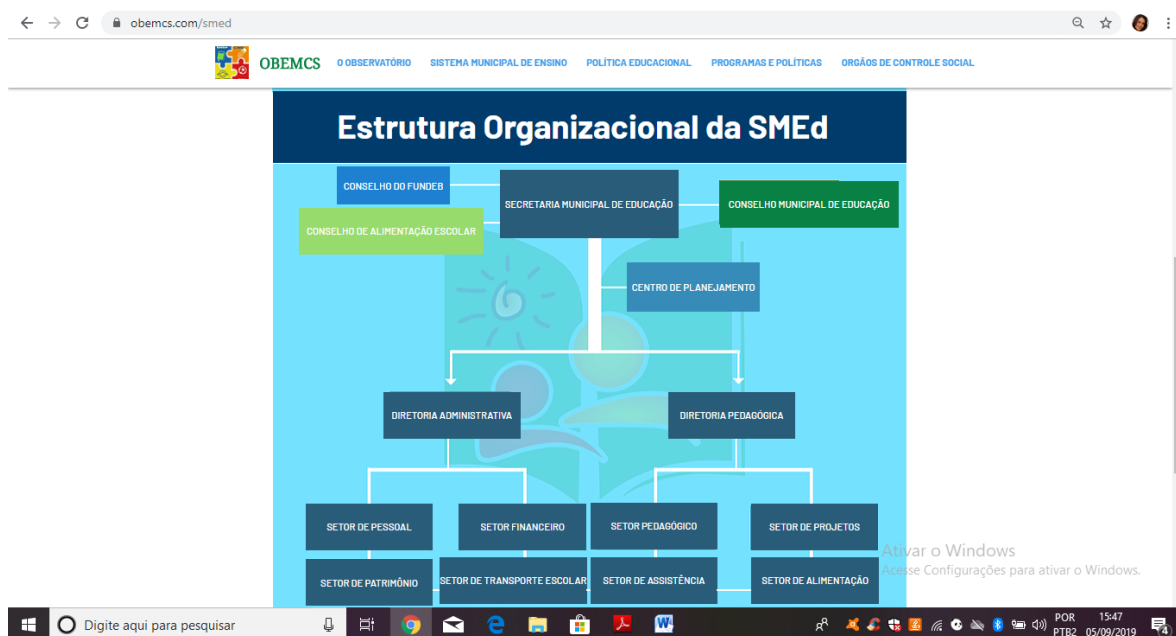 obemcs.com/smed
OBEMCS O OBSERVATÓRIO SISTEMA MUNICIPAL DE ENSINO POLÍTICA EDUCACIONAL PROGRAMAS E POLÍTICAS ORGÃOS DE CONTROLE SOCIAL
Estrutura Organizacional da SMEd
CONSELHO DO FUNDEB
SECRETARIA MUNICIPAL DE EDUCAÇÃO
CONSELHO MUNICIPAL DE EDUCAÇÃO
CONSELHO DE ALIMENTAÇÃO ESCOLAR
CENTRO DE PLANEJAMENTO
DIRETORIA ADMINISTRATIVA
DIRETORIA PEDAGÓGICA
SETOR DE PESSOAL
SETOR FINANCEIRO
SETOR PEDAGÓGICO
SETOR DE PROJETOS
SETOR DE PATRIMÔNIO
SETOR DE TRANSPORTE ESCOLAR
SETOR DE ASSISTÊNCIA
SETOR DE ALIMENTAÇÃO
Ativar o Windows
Acesse Configurações para ativar o Windows.
Digite aqui para pesquisar
POR 15:47
PTB2 05/09/2019